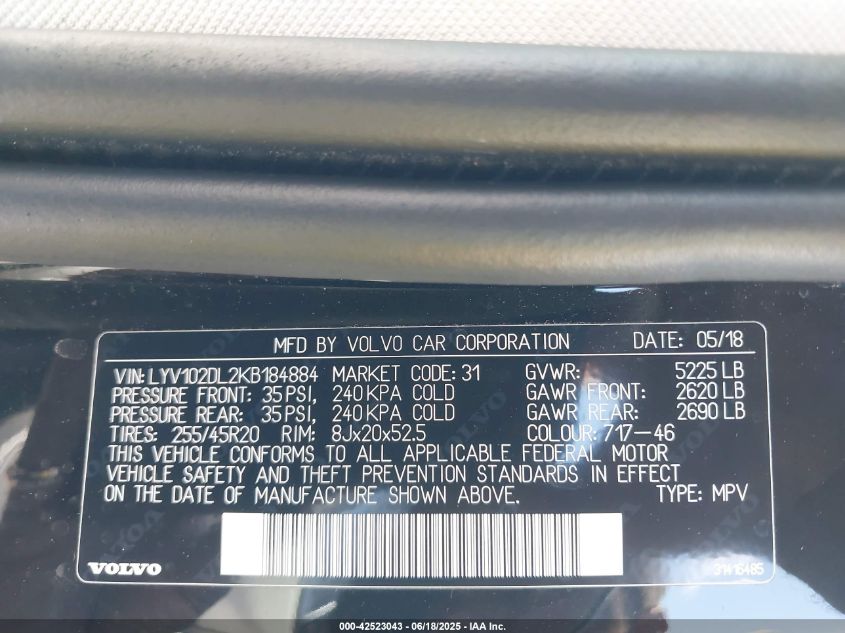 MFD BY VOLVO CAR CORPORATION DATE: 05/18
VIN: LYV102DL2KB184884 MARKET CODE: 31 GVWR: 5225 LB
PRESSURE FRONT: 35 PSI, 240 KPA COLD GAWR FRONT: 2620 LB
PRESSURE REAR: 35 PSI, 240 KPA COLD GAWR REAR: 2690 LB
TIRES: 255/45R20 RIM: 8Jx20x52.5 COLOUR: 717-46
THIS VEHICLE CONFORMS TO ALL APPLICABLE FEDERAL MOTOR
VEHICLE SAFETY AND THEFT PREVENTION STANDARDS IN EFFECT
ON THE DATE OF MANUFACTURE SHOWN ABOVE. TYPE: MPV
VOLVO 31416485
000-42523043 - 06/18/2025 - IAA Inc.